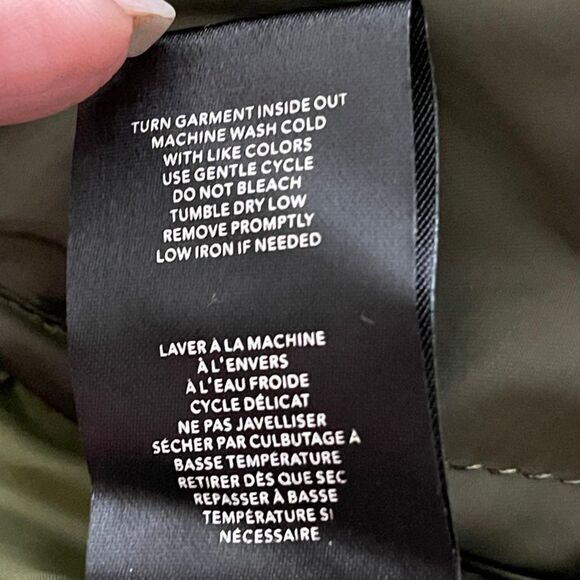 TURN GARMENT INSIDE OUT
MACHINE WASH COLD
WITH LIKE COLORS
USE GENTLE CYCLE
DO NOT BLEACH
TUMBLE DRY LOW
REMOVE PROMPTLY
LOW IRON IF NEEDED
LAVER À LA MACHINE
À L'ENVERS
À L'EAU FROIDE
CYCLE DÉLICAT
NE PAS JAVELLISER
SÉCHER PAR CULBUTAGE À
BASSE TEMPÉRATURE
RETIRER DÈS QUE SEC
REPASSER À BASSE
TEMPÉRATURE SI
NÉCESSAIRE